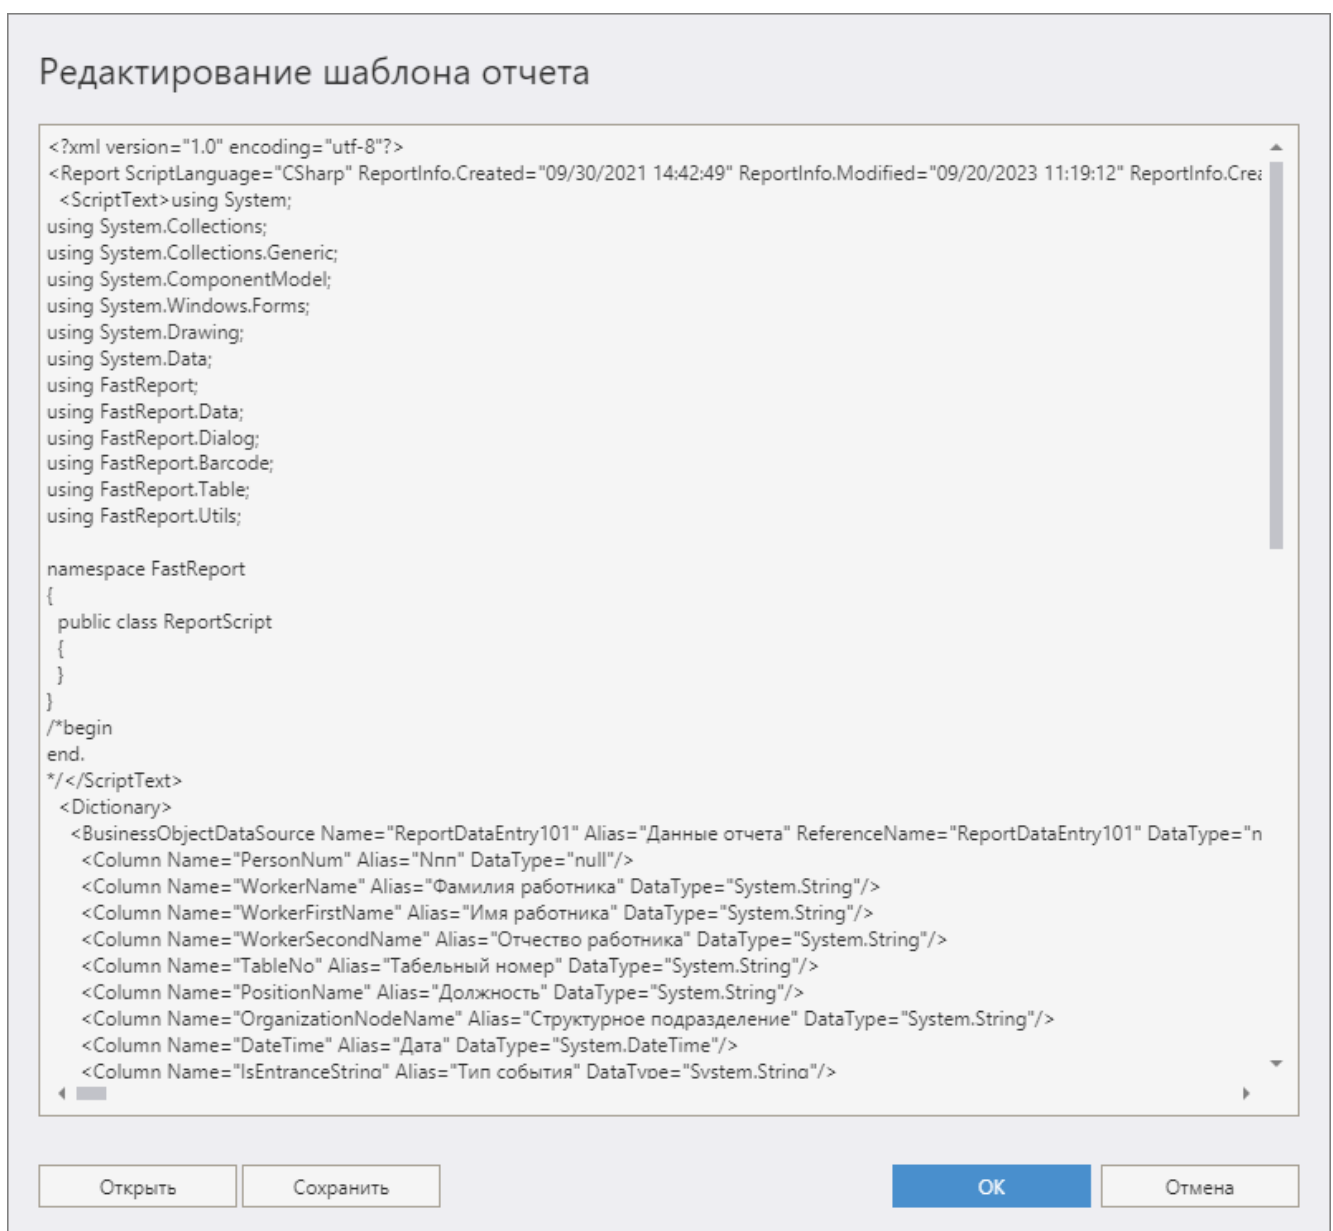 Редактирование шаблона отчета
<?xml version="1.0" encoding="utf-8"?>
<Report ScriptLanguage="CSharp" ReportInfo.Created="09/30/2021 14:42:49" ReportInfo.Modified="09/20/2023 11:19:12" ReportInfo.Crea
<ScriptText>using System;
using System.Collections;
using System.Collections.Generic;
using System.ComponentModel;
using System.Windows.Forms;
using System.Drawing;
using System.Data;
using FastReport;
using FastReport.Data;
using FastReport.Dialog;
using FastReport.Barcode;
using FastReport.Table;
using FastReport.Utils;
namespace FastReport
{
public class ReportScript
{
}
}
/*begin
end.
*/</ScriptText>
<Dictionary>
<BusinessObjectDataSource Name="ReportDataEntry101" Alias="Данные отчета" ReferenceName="ReportDataEntry101" DataType="n
<Column Name="PersonNum" Alias="Nпп" DataType="null"/>
<Column Name="WorkerName" Alias="Фамилия работника" DataType="System.String"/>
<Column Name="WorkerFirstName" Alias="Имя работника" DataType="System.String"/>
<Column Name="WorkerSecondName" Alias="Отчество работника" DataType="System.String"/>
<Column Name="TableNo" Alias="Табельный номер" DataType="System.String"/>
<Column Name="PositionName" Alias="Должность" DataType="System.String"/>
<Column Name="OrganizationNodeName" Alias="Структурное подразделение" DataType="System.String"/>
<Column Name="DateTime" Alias="Дата" DataType="System.DateTime"/>
<Column Name="IsEntranceString" Alias="Тип события" DataType="System.String"/>
Открыть
Сохранить
ОК
Отмена